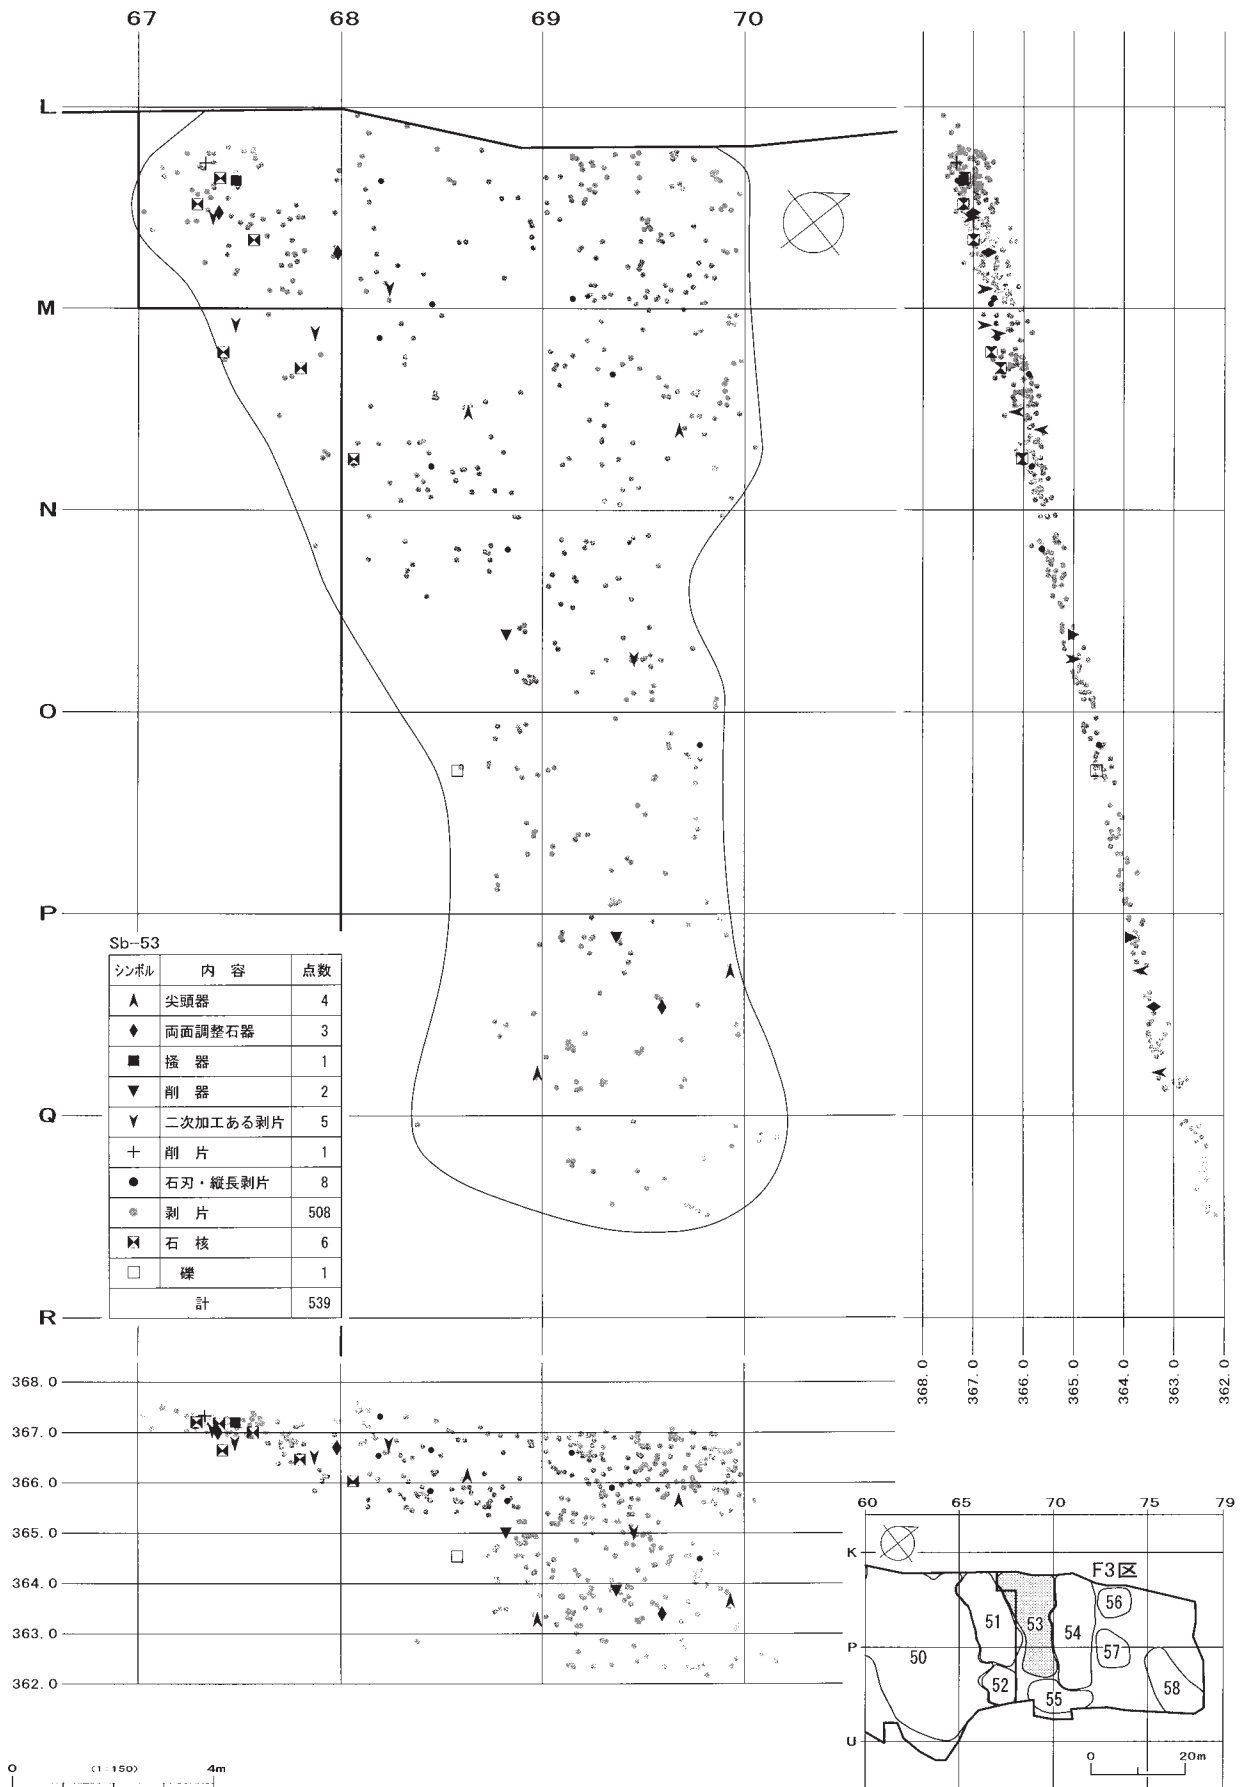 67 68 69 70
L
M
N
O
P
Q
R
Sb-53
シンボル 内 容 点数
尖頭器 4
両面調整石器 3
掻 器 1
削 器 2
二次加工ある剥片 5
削 片 1
石刃・縦長剥片 8
剥 片 508
石 核 6
礫 1
計 539
368.0 367.0 366.0 365.0 364.0 363.0 362.0
368.0
367.0
366.0
365.0
364.0
363.0
362.0
60 65 70 75 79
K
P
U
F3区
50 51 52 53 54 55 56 57 58
0 20m
0 (1:150) 4m